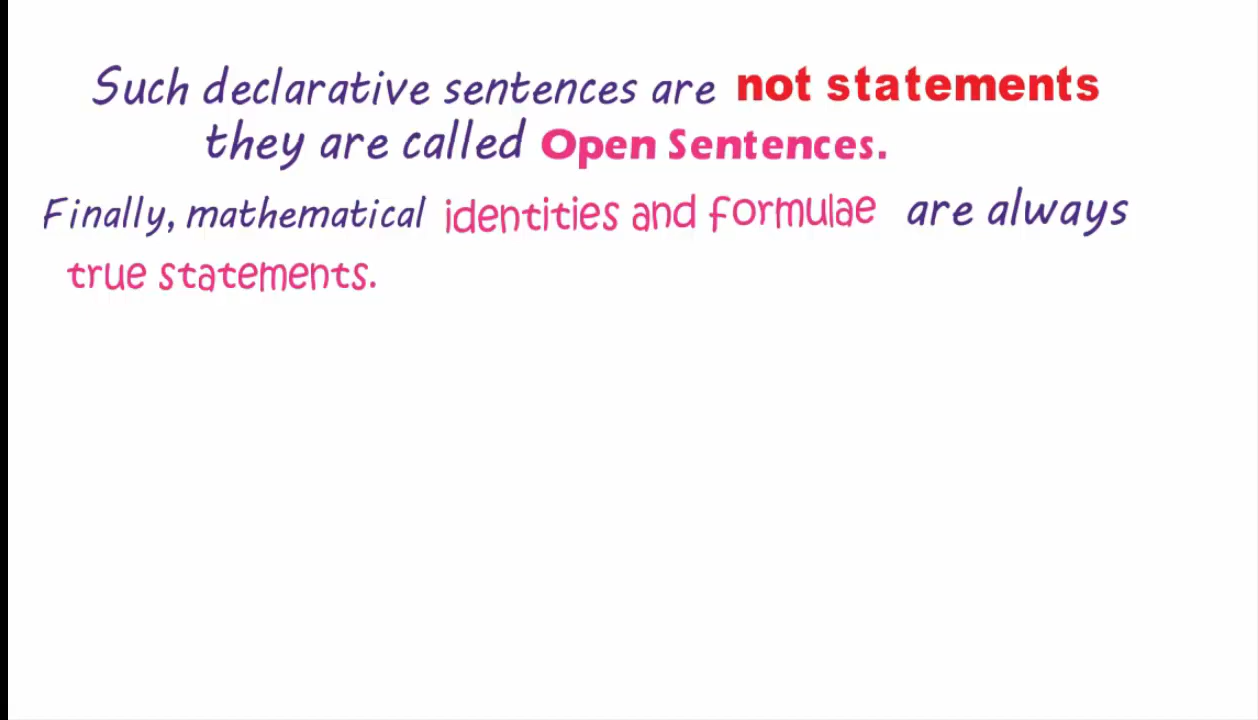 Such declarative sentences are not statements
they are called Open Sentences.
Finally, mathematical identities and formulae are always
true statements.